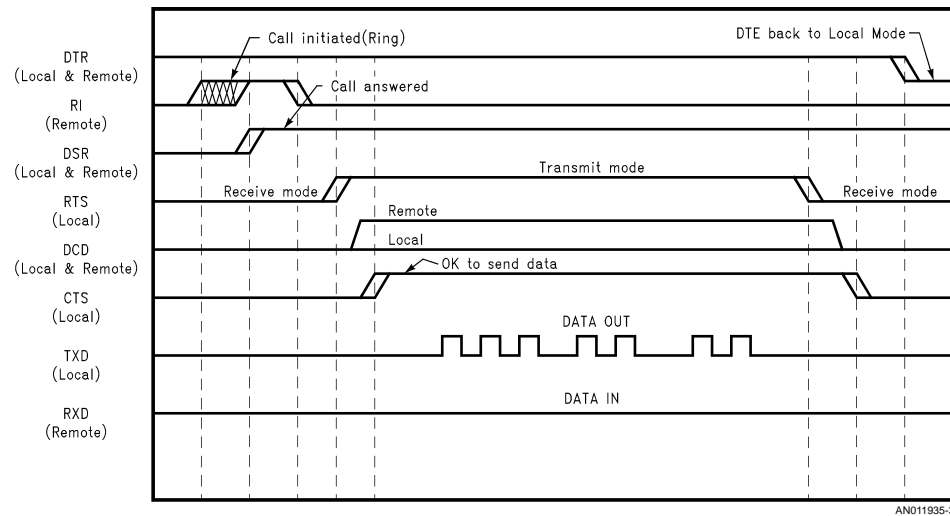 Call initiated(Ring)
DTE back to Local Mode
DTR
(Local & Remote)
Call answered
RI
(Remote)
DSR
(Local & Remote)
Transmit mode
Receive mode
Receive mode
RTS
(Local)
Remote
DCD
(Local & Remote)
Local
OK to send data
CTS
(Local)
DATA OUT
TXD
(Local)
DATA IN
RXD
(Remote)